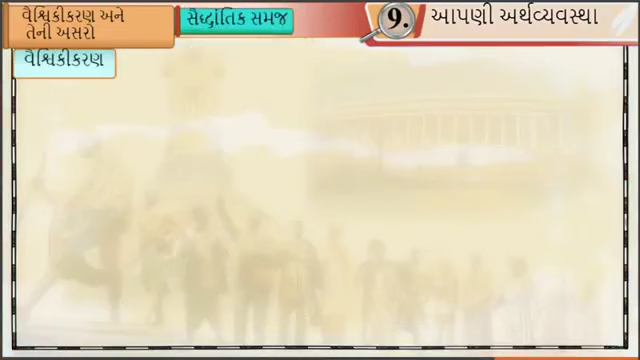 વૈશ્વિકીકરણ અને
તેની અસરો
સૈધ્દ્રાંતિક સમજ
9.
આપણી અર્થવ્યવસ્થા
વૈશ્વિકીકરણ